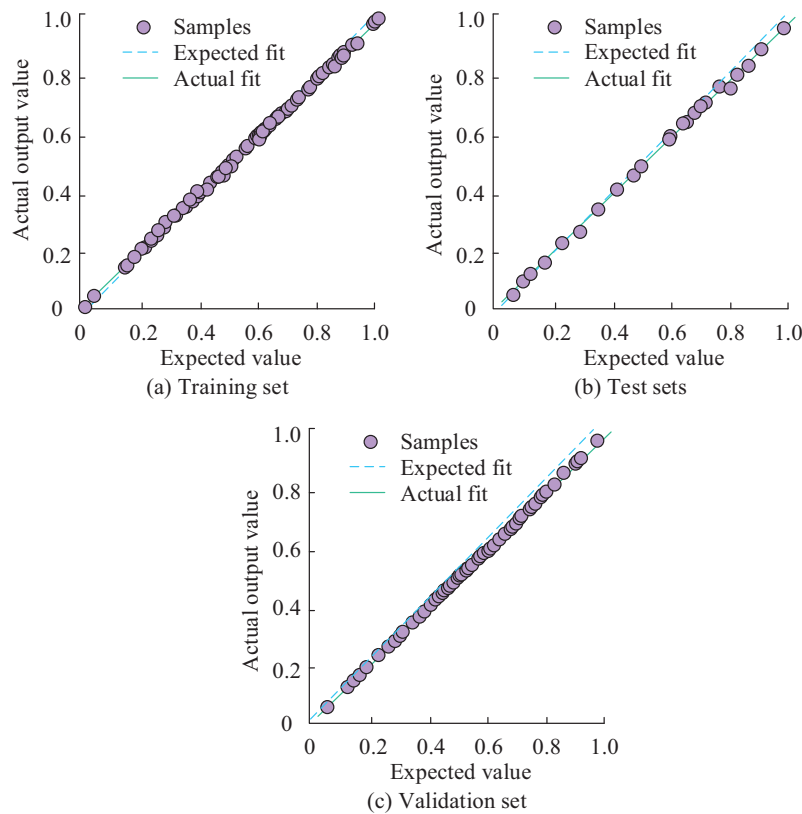 1.0
0.8
0.6
0.4
0.2
0
Actual output value
Samples
Expected fit
Actual fit
0 0.2 0.4 0.6 0.8 1.0
Expected value
(a) Training set
1.0
0.8
0.6
0.4
0.2
0
Actual output value
Samples
Expected fit
Actual fit
0 0.2 0.4 0.6 0.8 1.0
Expected value
(b) Test sets
1.0
0.8
0.6
0.4
0.2
0
Actual output value
Samples
Expected fit
Actual fit
0 0.2 0.4 0.6 0.8 1.0
Expected value
(c) Validation set